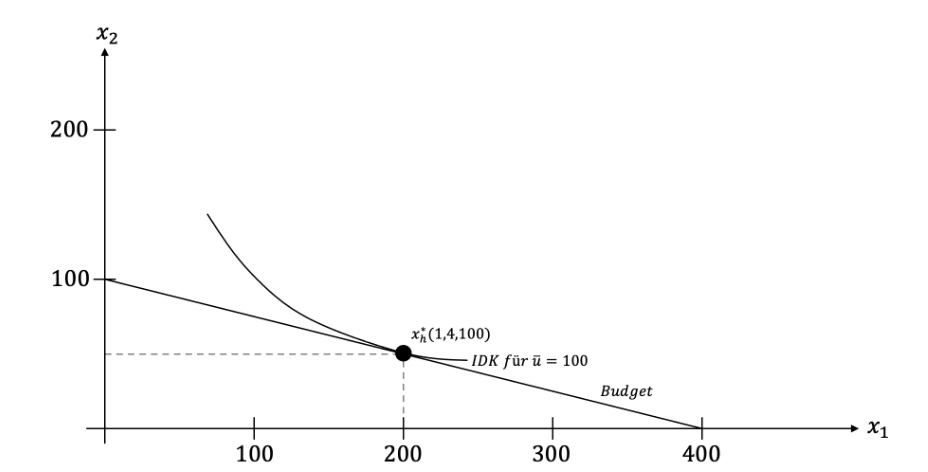 x₂
200
100
x*ₕ(1,4,100)
IDK für ū = 100
Budget
x₁
100 200 300 400